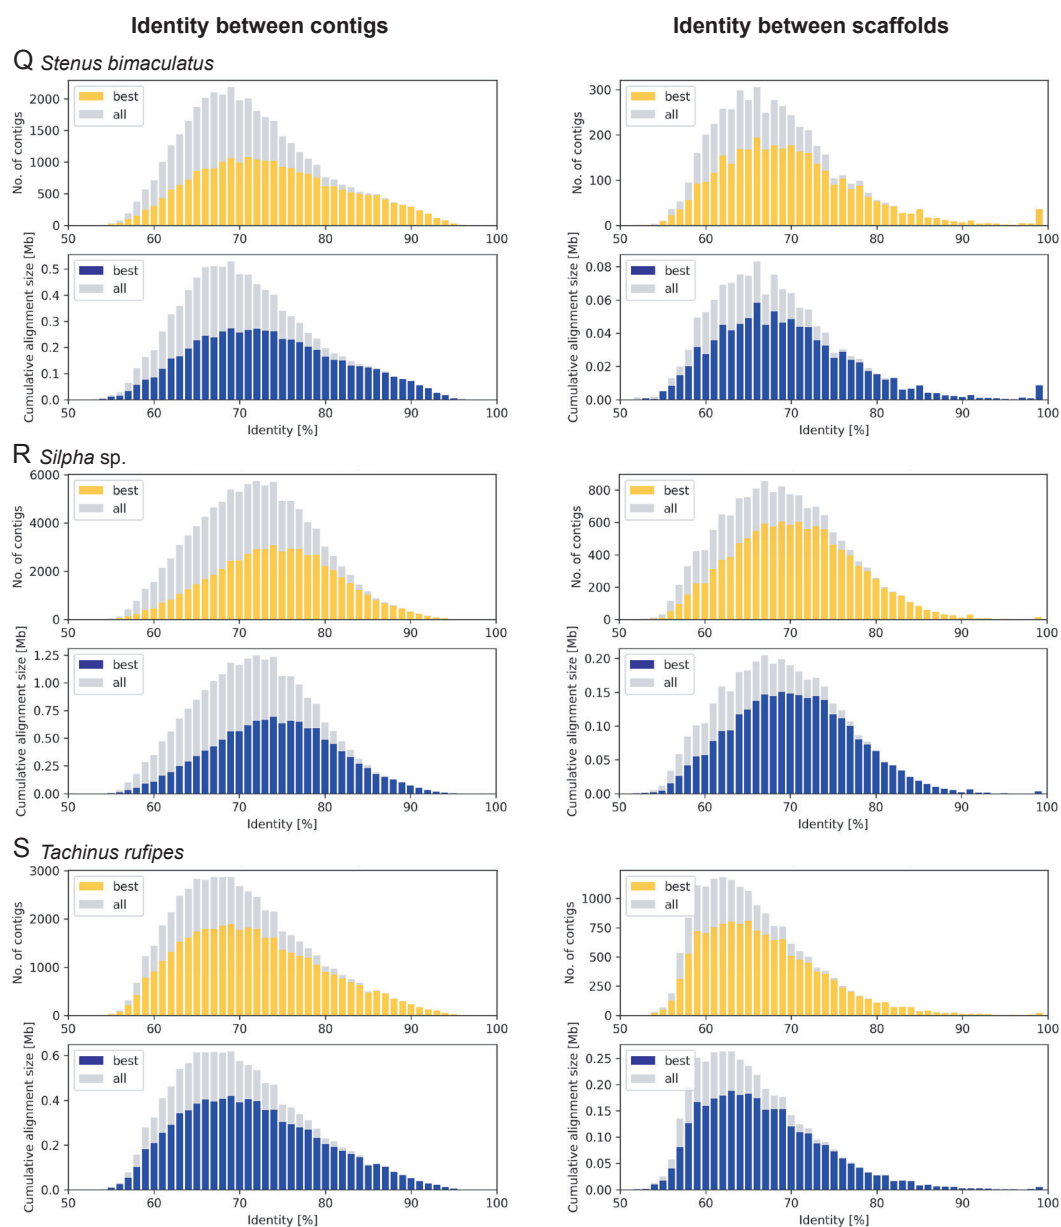 Identity between contigs
Identity between scaffolds
Q Stenus bimaculatus
No. of contigs
2000
1500
1000
500
0
best
all
50 60 70 80 90 100
Cumulative alignment size [Mb]
0.5
0.4
0.3
0.2
0.1
0.0
best
all
50 60 70 80 90 100
Identity [%]
No. of contigs
300
200
100
0
best
all
50 60 70 80 90 100
Cumulative alignment size [Mb]
0.08
0.06
0.04
0.02
0.00
best
all
50 60 70 80 90 100
Identity [%]
R Silpha sp.
No. of contigs
6000
4000
2000
0
best
all
50 60 70 80 90 100
Cumulative alignment size [Mb]
1.25
1.00
0.75
0.50
0.25
0.00
best
all
50 60 70 80 90 100
Identity [%]
No. of contigs
800
600
400
200
0
best
all
50 60 70 80 90 100
Cumulative alignment size [Mb]
0.20
0.15
0.10
0.05
0.00
best
all
50 60 70 80 90 100
Identity [%]
S Tachinus rufipes
No. of contigs
3000
2000
1000
0
best
all
50 60 70 80 90 100
Cumulative alignment size [Mb]
0.6
0.4
0.2
0.0
best
all
50 60 70 80 90 100
Identity [%]
No. of contigs
1000
750
500
250
0
best
all
50 60 70 80 90 100
Cumulative alignment size [Mb]
0.25
0.20
0.15
0.10
0.05
0.00
best
all
50 60 70 80 90 100
Identity [%]